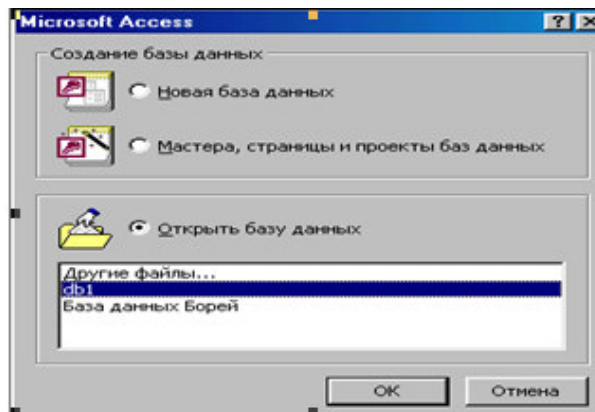 Microsoft Access
Создание базы данных
Новая база данных
Мастера, страницы и проекты баз данных
Открыть базу данных
Другие файлы...
db1
База данных Борей
OK
Отмена